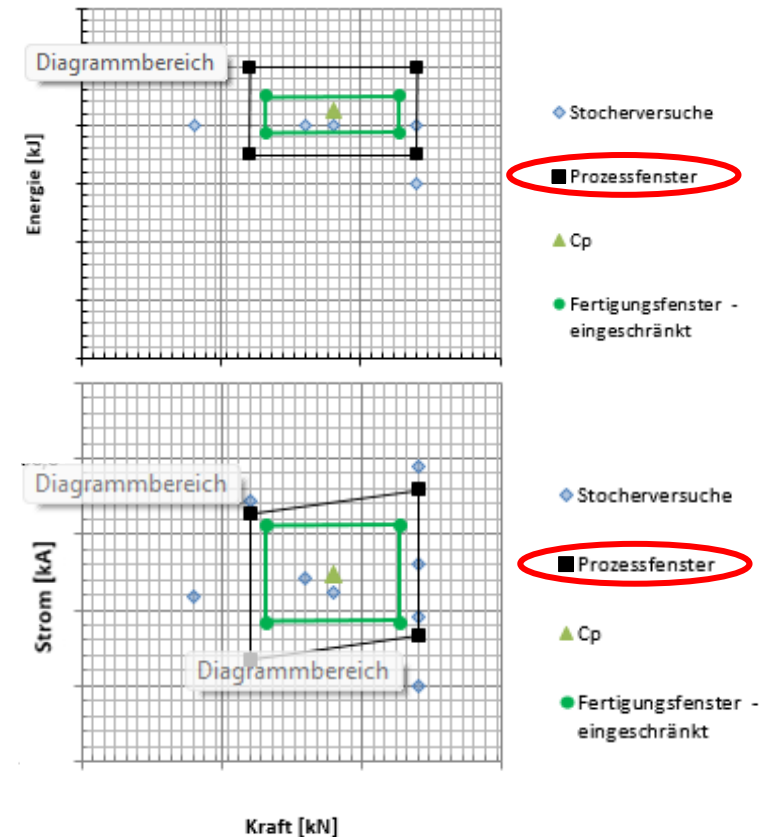 Diagrammbereich
Energie [kJ]
Stocherversuche
Prozessfenster
Cp
Fertigungsfenster -
eingeschränkt
Diagrammbereich
Strom [kA]
Diagrammbereich
Stocherversuche
Prozessfenster
Cp
Fertigungsfenster -
eingeschränkt
Kraft [kN]